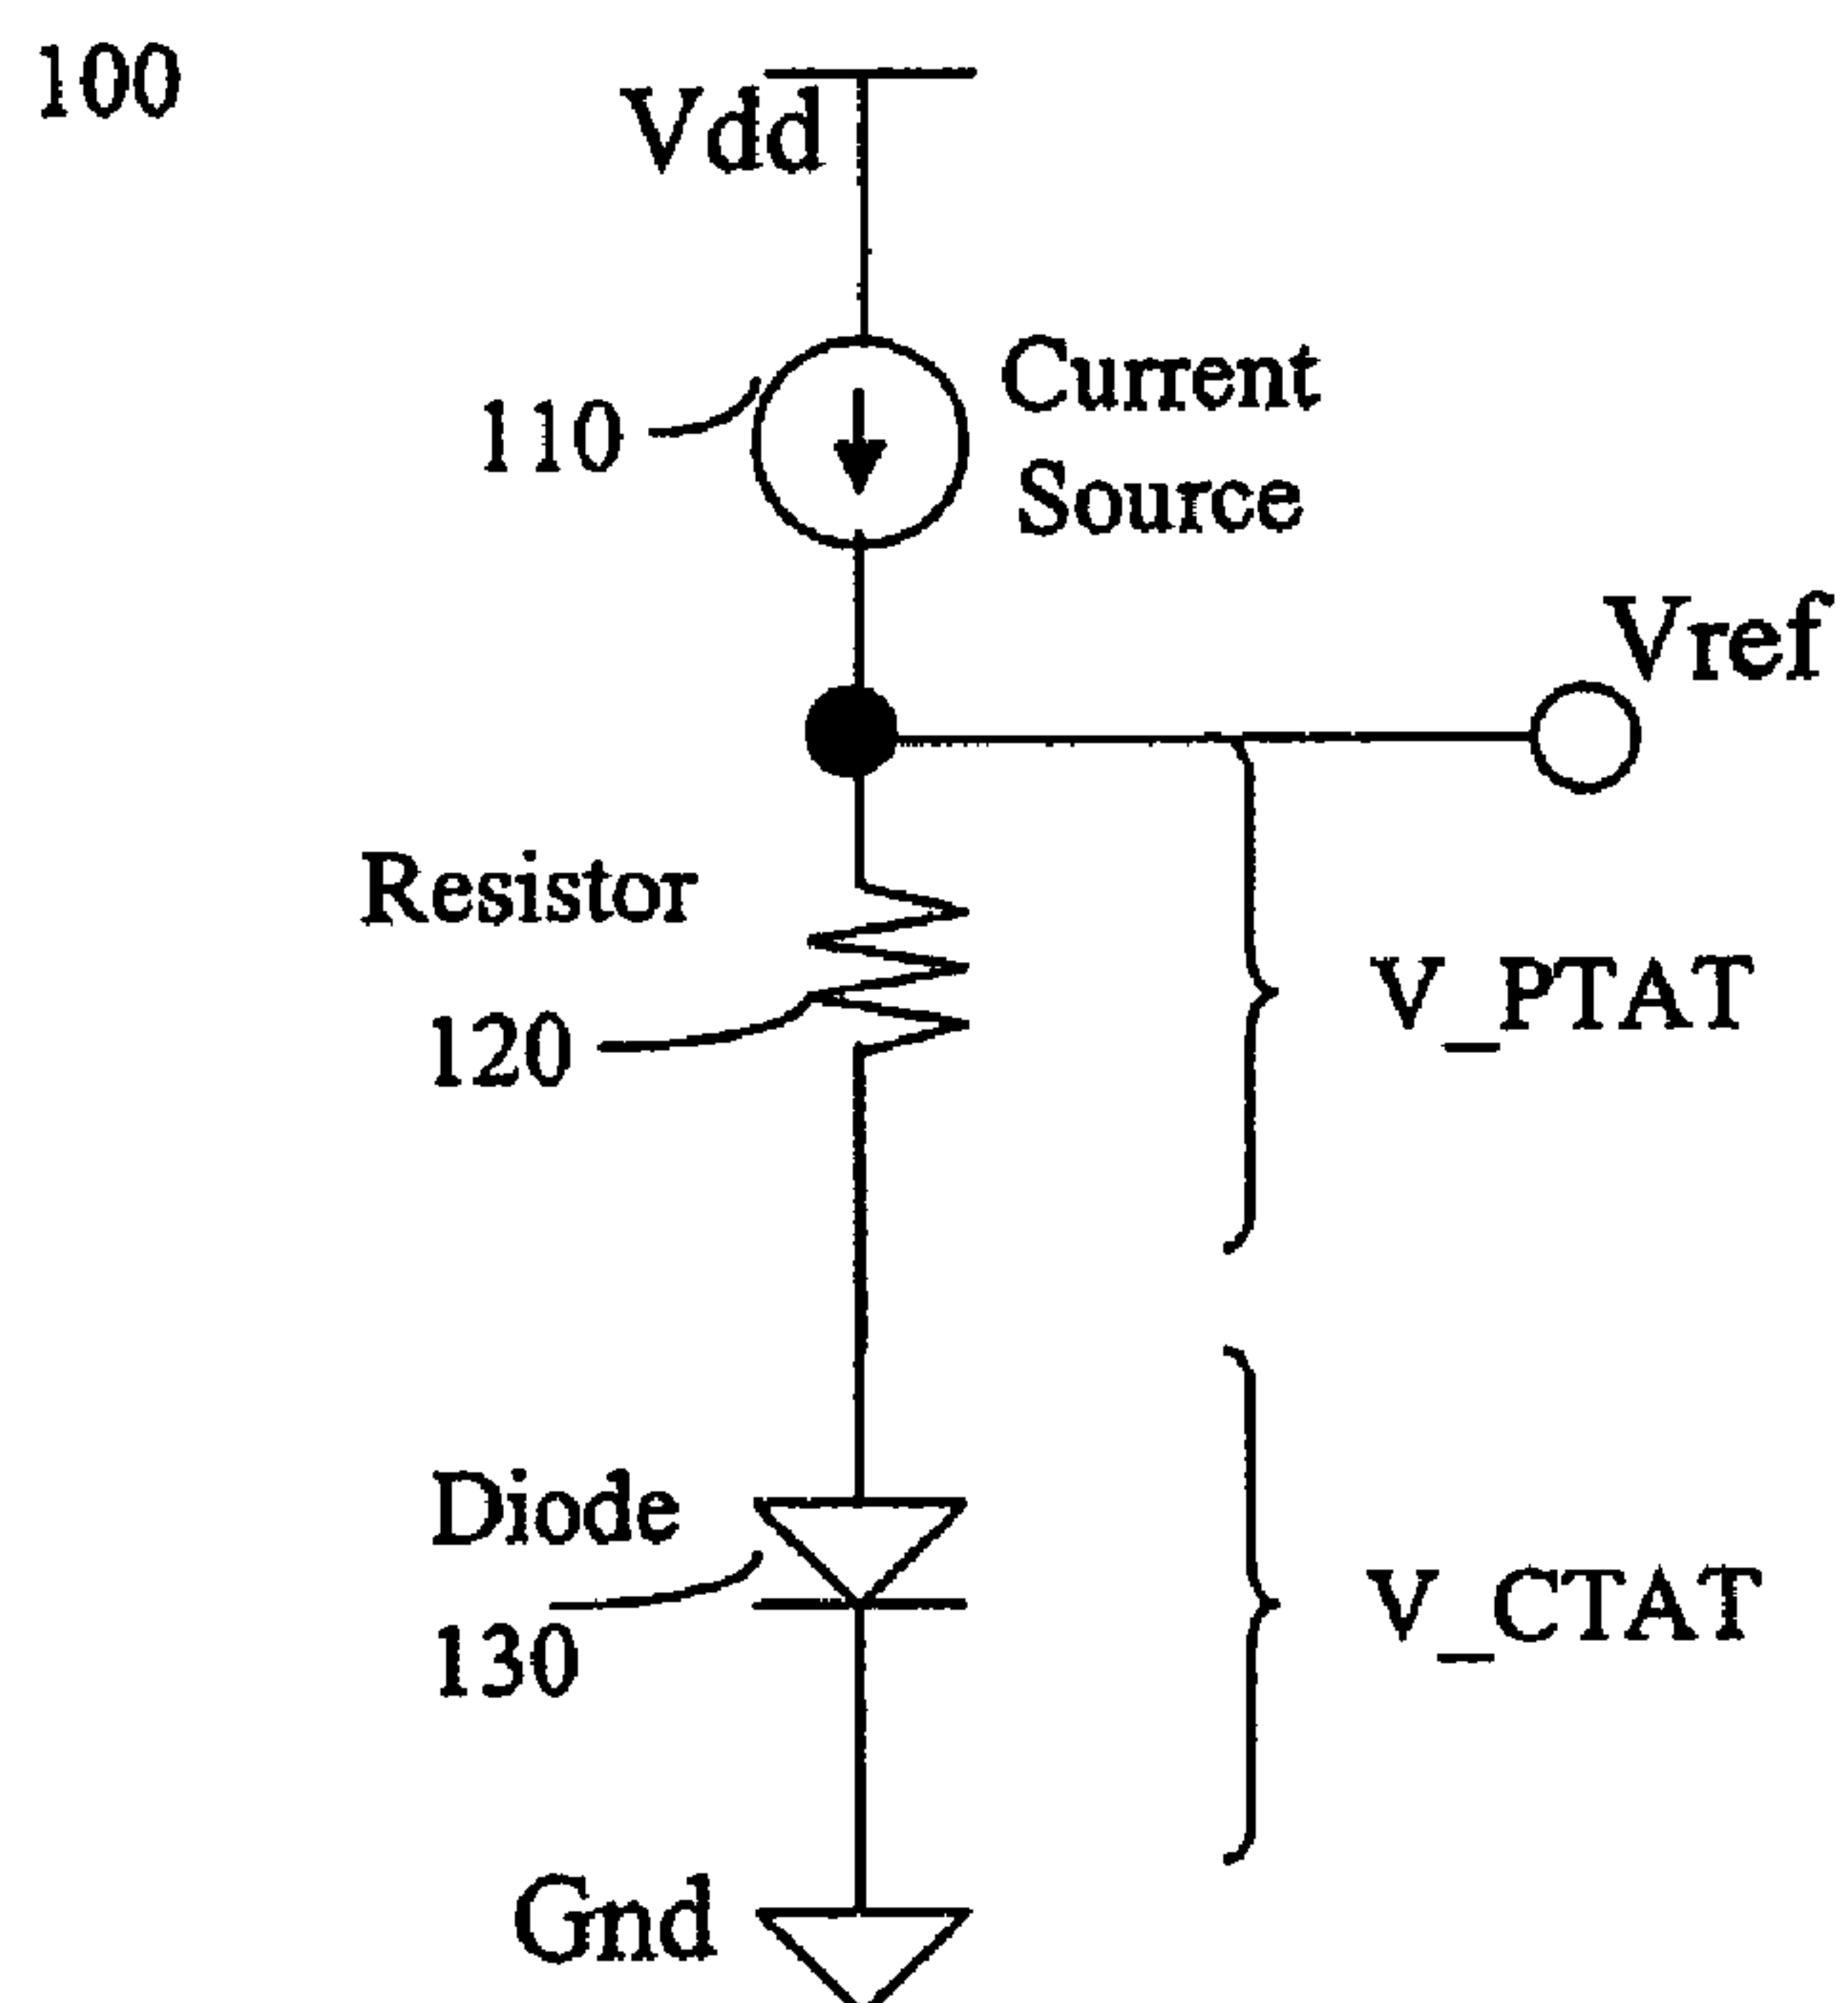 100
Vdd
110
Current
Source
Vref
Resistor
120
V_PTAT
Diode
130
V_CTAT
Gnd